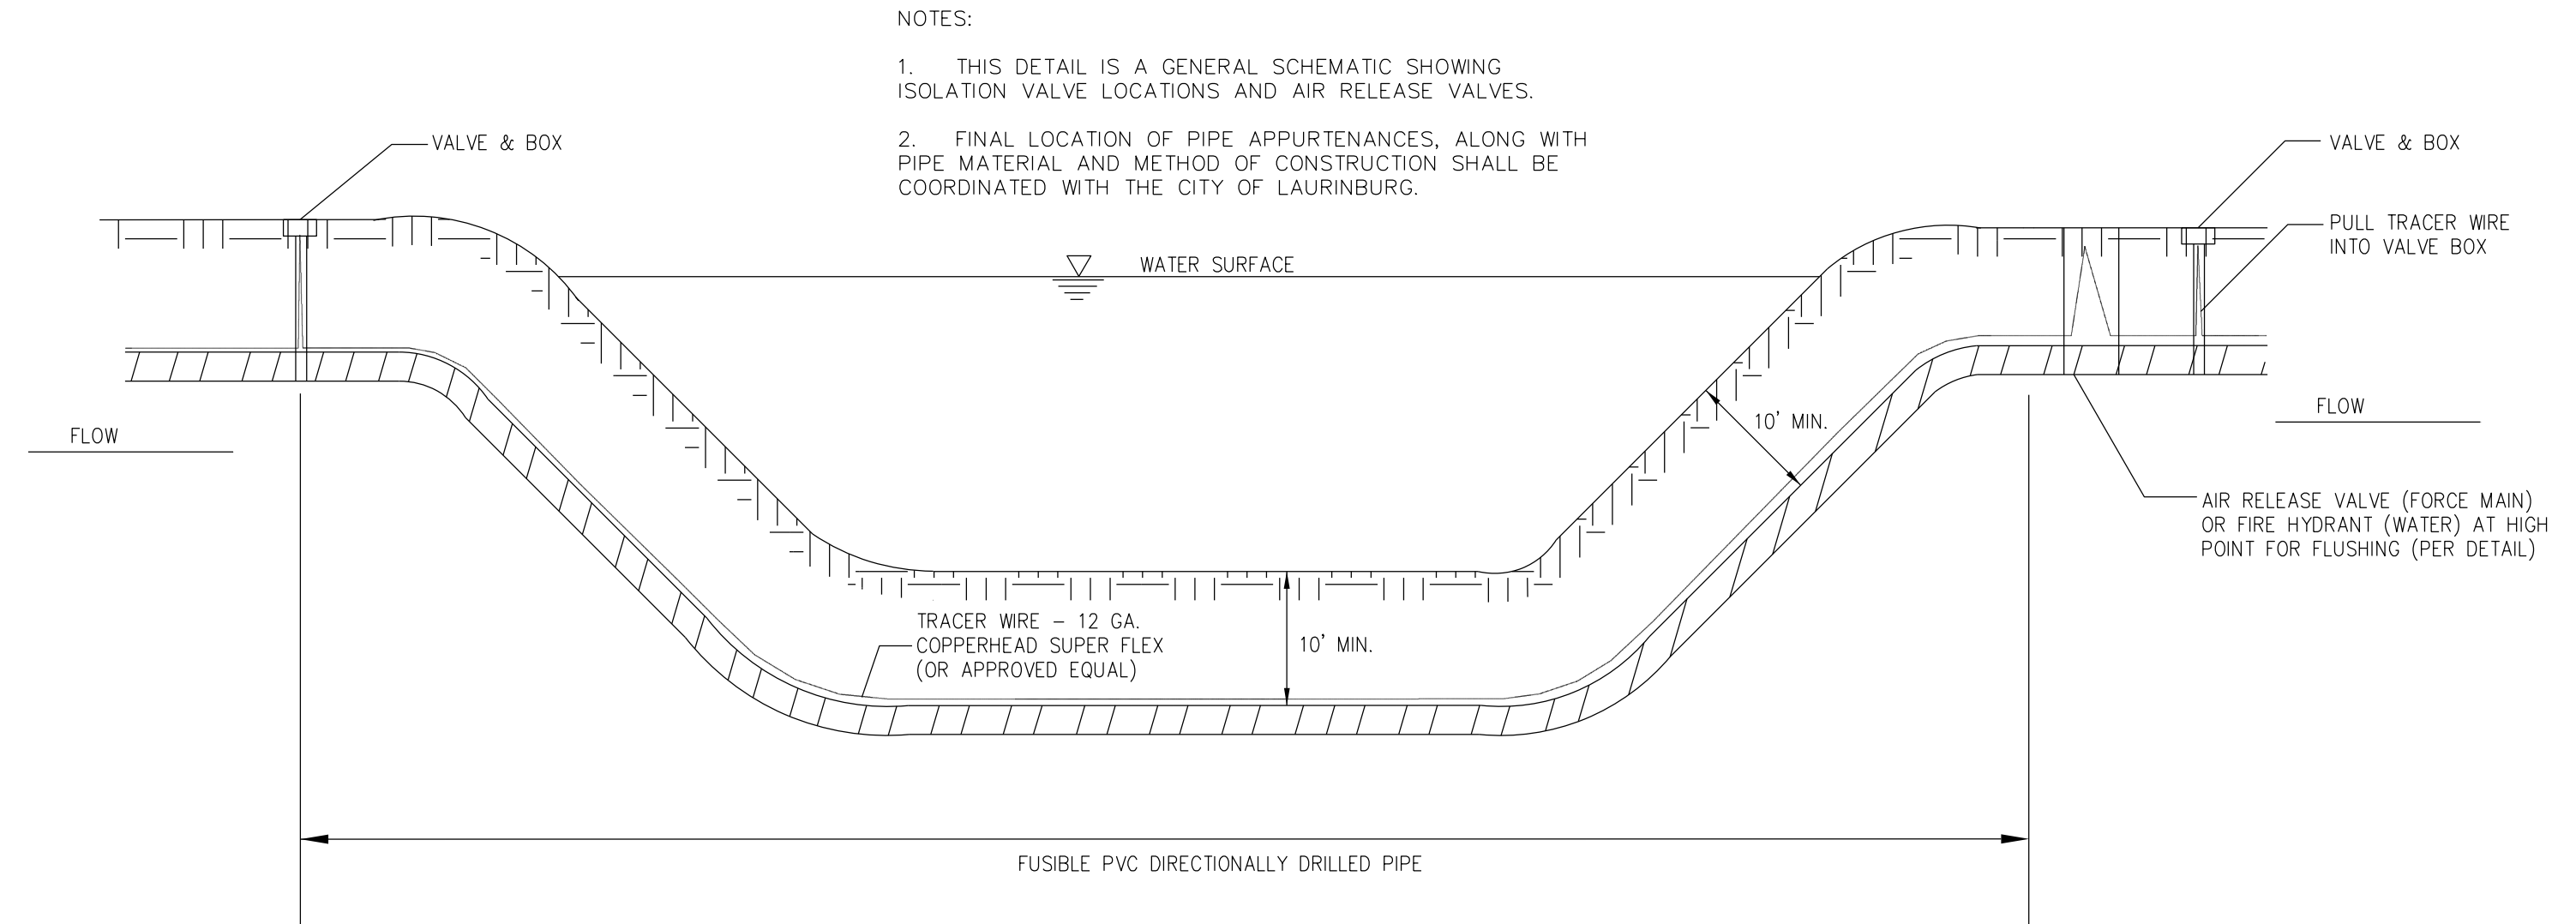 NOTES:
1. THIS DETAIL IS A GENERAL SCHEMATIC SHOWING
ISOLATION VALVE LOCATIONS AND AIR RELEASE VALVES.
2. FINAL LOCATION OF PIPE APPURTENANCES, ALONG WITH
PIPE MATERIAL AND METHOD OF CONSTRUCTION SHALL BE
COORDINATED WITH THE CITY OF LAURINBURG.
VALVE & BOX
VALVE & BOX
PULL TRACER WIRE
INTO VALVE BOX
WATER SURFACE
10' MIN.
FLOW
FLOW
AIR RELEASE VALVE (FORCE MAIN)
OR FIRE HYDRANT (WATER) AT HIGH
POINT FOR FLUSHING (PER DETAIL)
TRACER WIRE – 12 GA.
COPPERHEAD SUPER FLEX
(OR APPROVED EQUAL)
10' MIN.
FUSIBLE PVC DIRECTIONALLY DRILLED PIPE